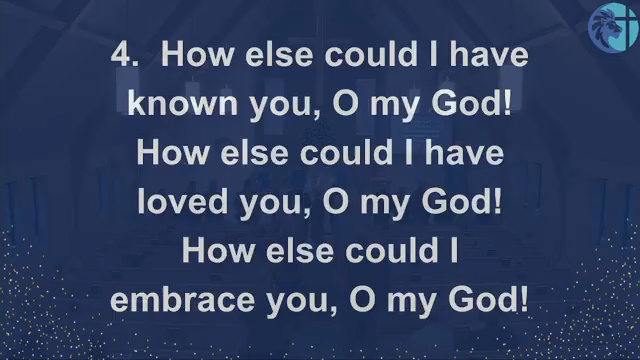 4. How else could I have
known you, O my God!
How else could I have
loved you, O my God!
How else could I
embrace you, O my God!